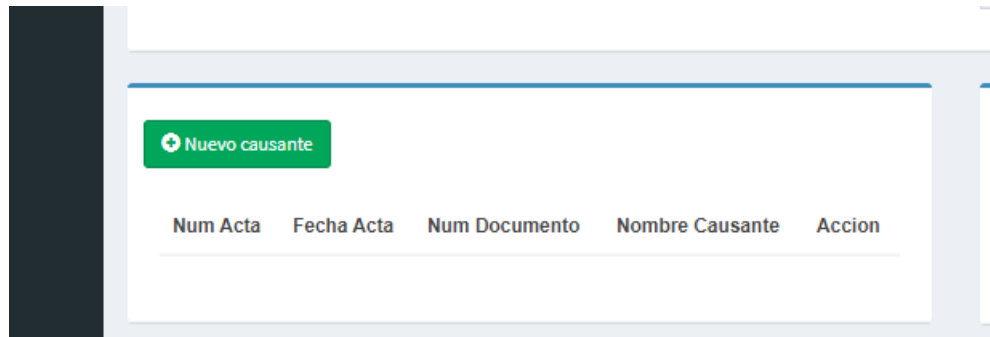 Nuevo causante
Num Acta Fecha Acta Num Documento Nombre Causante Accion